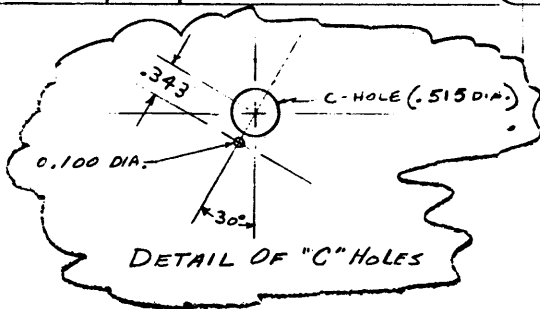 .343
C-HOLE (.515 DIA.)
0.100 DIA.
30°
DETAIL OF "C" HOLES